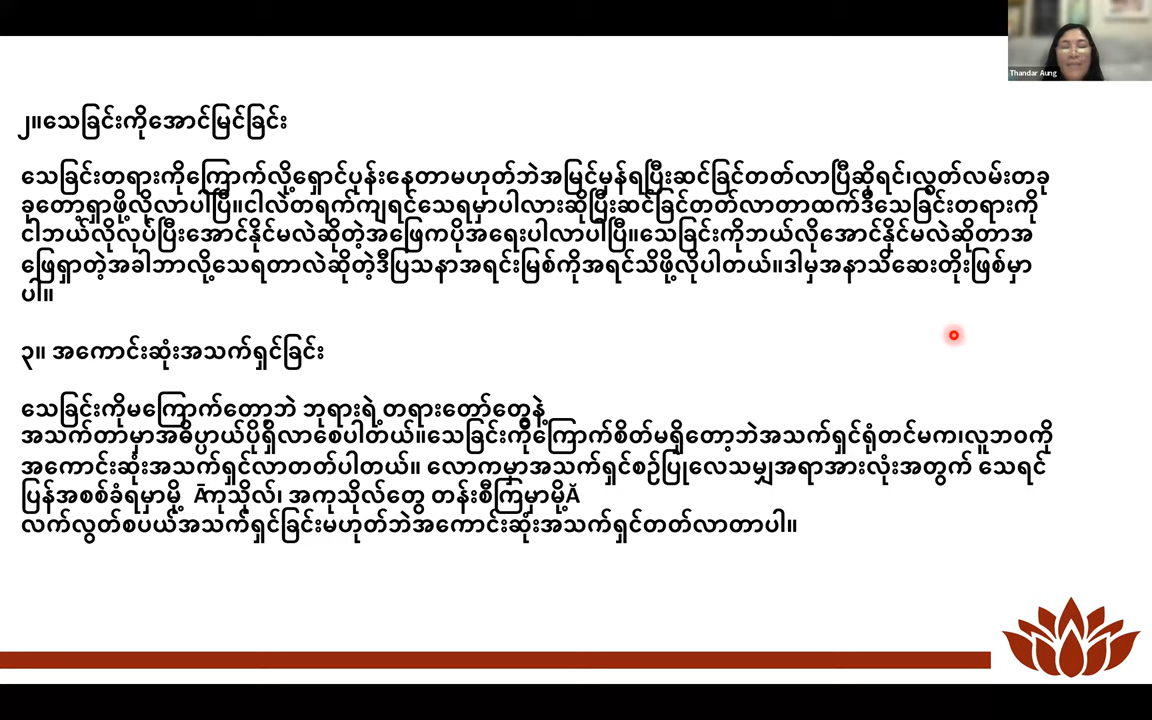 Thandar Aung
၂။သေခြင်းကိုအောင်မြင်ခြင်း
သေခြင်းတရားကိုကြောက်လို့ရှောင်ပုန်းနေတာမဟုတ်ဘဲအမြင်မှန်ရပြီးဆင်ခြင်တတ်လာပြီဆိုရင်၊လွတ်လမ်းတခု
ခုတော့ရှာဖို့လိုလာပါပြီ။ငါလဲတရက်ကျရင်သေရမှာပါလားဆိုပြီးဆင်ခြင်တတ်လာတာထက်ဒီသေခြင်းတရားကို
ငါဘယ်လိုလုပ်ပြီးအောင်နိုင်မလဲဆိုတဲ့အဖြေကပိုအရေးပါလာပါပြီ။သေခြင်းကိုဘယ်လိုအောင်နိုင်မလဲဆိုတာအ
ဖြေရှာတဲ့အခါဘာလို့သေရတာလဲဆိုတဲ့ဒီပြသနာအရင်းမြစ်ကိုအရင်သိဖို့လိုပါတယ်။ဒါမှအနာသိဆေးတိုးဖြစ်မှာ
ပါ။
၃။ အကောင်းဆုံးအသက်ရှင်ခြင်း
သေခြင်းကိုမကြောက်တော့ဘဲ ဘုရားရဲ့တရားတော်တွေနဲ့
အသက်တာမှာအဓိပ္ပာယ်ပိုရှိလာစေပါတယ်။သေခြင်းကိုကြောက်စိတ်မရှိတော့ဘဲအသက်ရှင်ရုံတင်မက၊လူ့ဘဝကို
အကောင်းဆုံးအသက်ရှင်လာတတ်ပါတယ်။ လောကမှာအသက်ရှင်စဉ်ပြုလေသမျှအရာအားလုံးအတွက် သေရင်
ပြန်အစစ်ခံရမှာမို့ Āကုသိုလ်၊ အကုသိုလ်တွေ တန်းစီကြမှာမို့Ă
လက်လွတ်စပယ်အသက်ရှင်ခြင်းမဟုတ်ဘဲအကောင်းဆုံးအသက်ရှင်တတ်လာတာပါ။